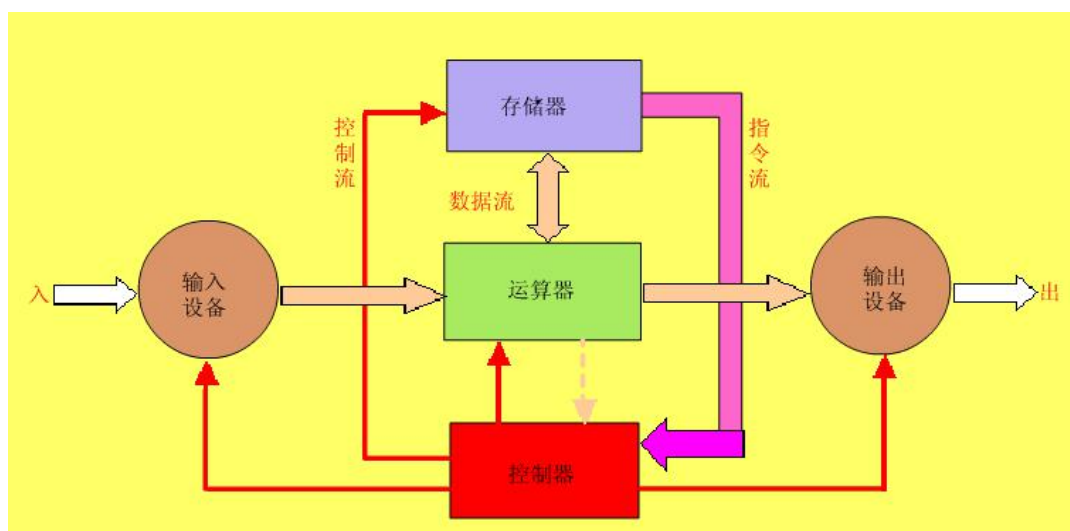 存储器
控制流
指令流
数据流
入
输入
设备
运算器
输出
设备
出
控制器